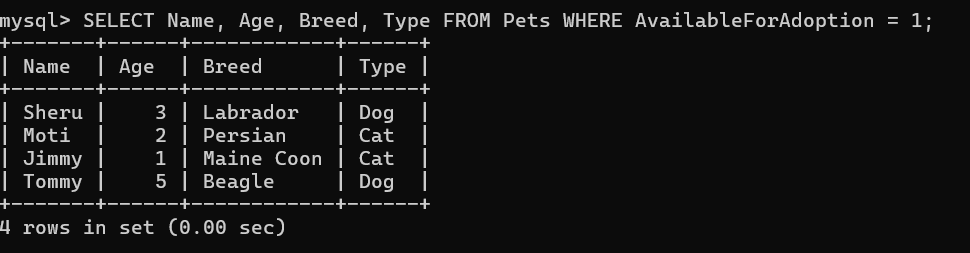 mysql> SELECT Name, Age, Breed, Type FROM Pets WHERE AvailableForAdoption = 1;
+-------+------+------------+------+
| Name  | Age  | Breed      | Type |
+-------+------+------------+------+
| Sheru |    3 | Labrador   | Dog  |
| Moti  |    2 | Persian    | Cat  |
| Jimmy |    1 | Maine Coon | Cat  |
| Tommy |    5 | Beagle     | Dog  |
+-------+------+------------+------+
4 rows in set (0.00 sec)